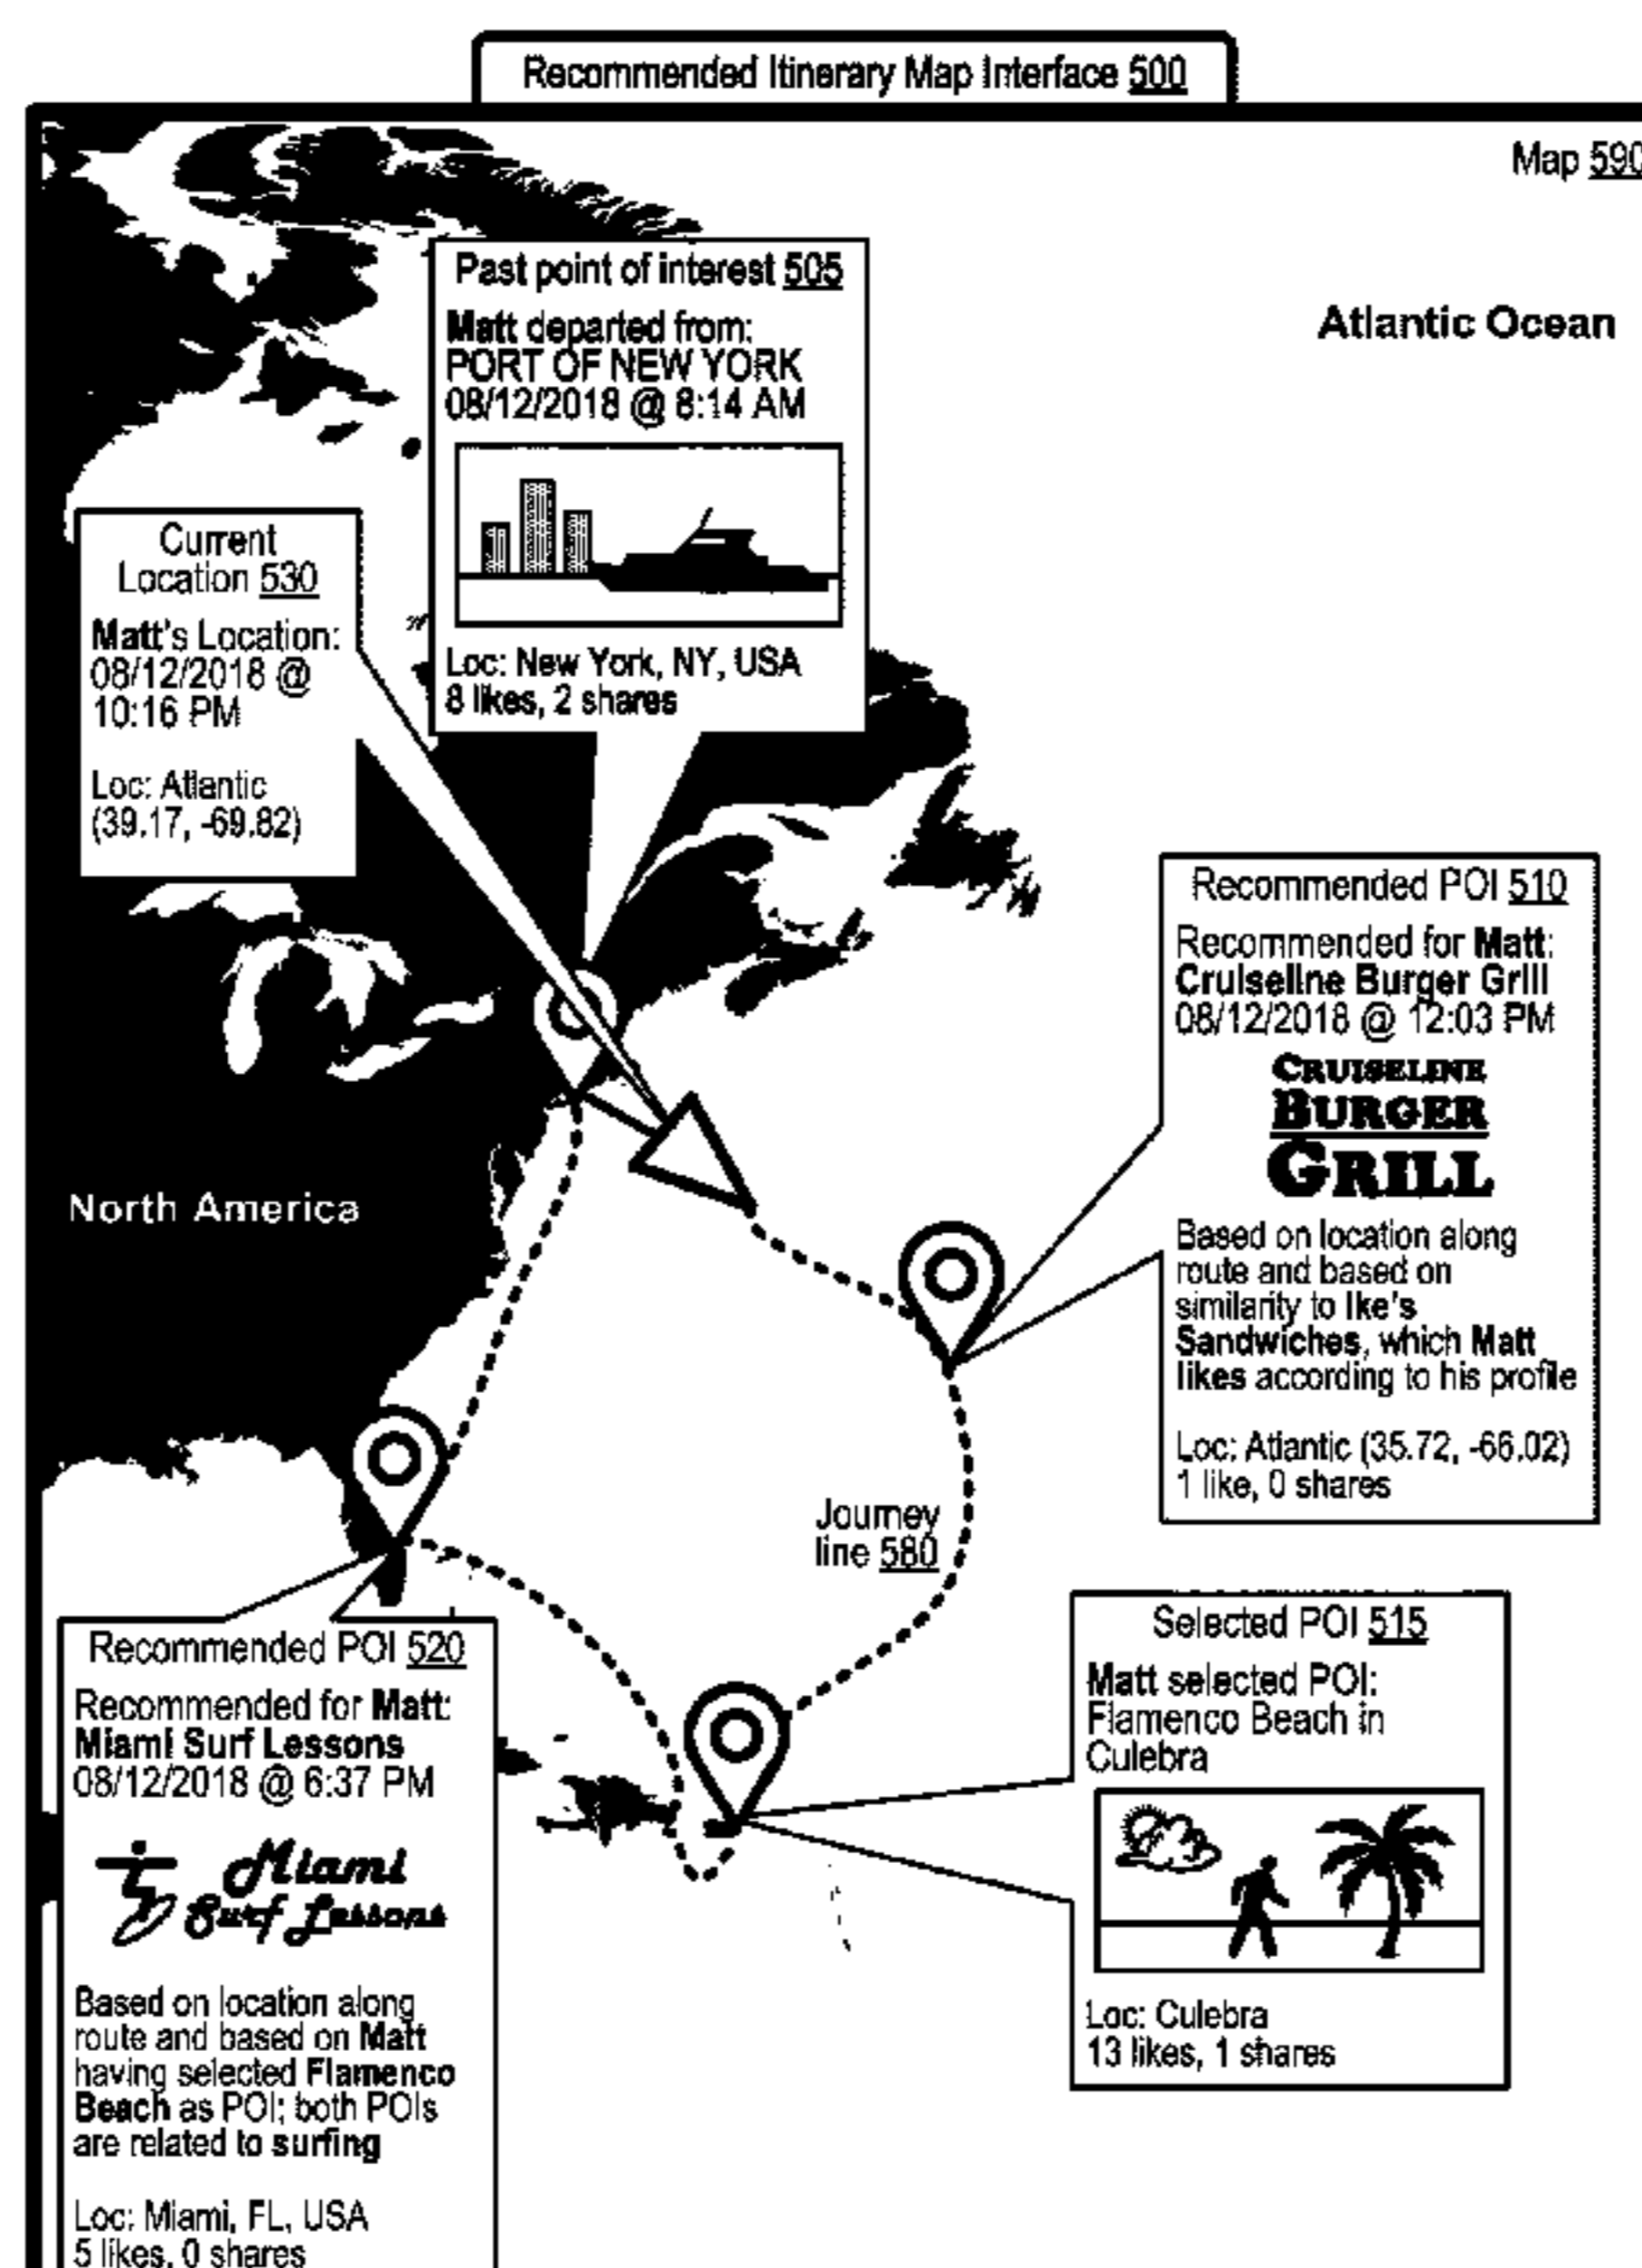 Recommended Itinerary Map Interface 500
Map 590
Atlantic Ocean
Past point of interest 505
Matt departed from:
PORT OF NEW YORK
08/12/2018 @ 8:14 AM
Loc: New York, NY, USA
8 likes, 2 shares
Current
Location 530
Matt's Location:
08/12/2018 @
10:16 PM
Loc: Atlantic
(39.17, -69.82)
Recommended POI 510
Recommended for Matt:
Cruiseline Burger Grill
08/12/2018 @ 12:03 PM
CRUISELINE
BURGER
GRILL
Based on location along
route and based on
similarity to Ike's
Sandwiches, which Matt
likes according to his profile
Loc: Atlantic (35.72, -66.02)
1 like, 0 shares
North America
Journey
line 580
Selected POI 515
Matt selected POI:
Flamenco Beach in
Culebra
Loc: Culebra
13 likes, 1 shares
Recommended POI 520
Recommended for Matt:
Miami Surf Lessons
08/12/2018 @ 6:37 PM
Miami
Surf Lessons
Based on location along
route and based on Matt
having selected Flamenco
Beach as POI; both POIs
are related to surfing
Loc: Miami, FL, USA
5 likes, 0 shares